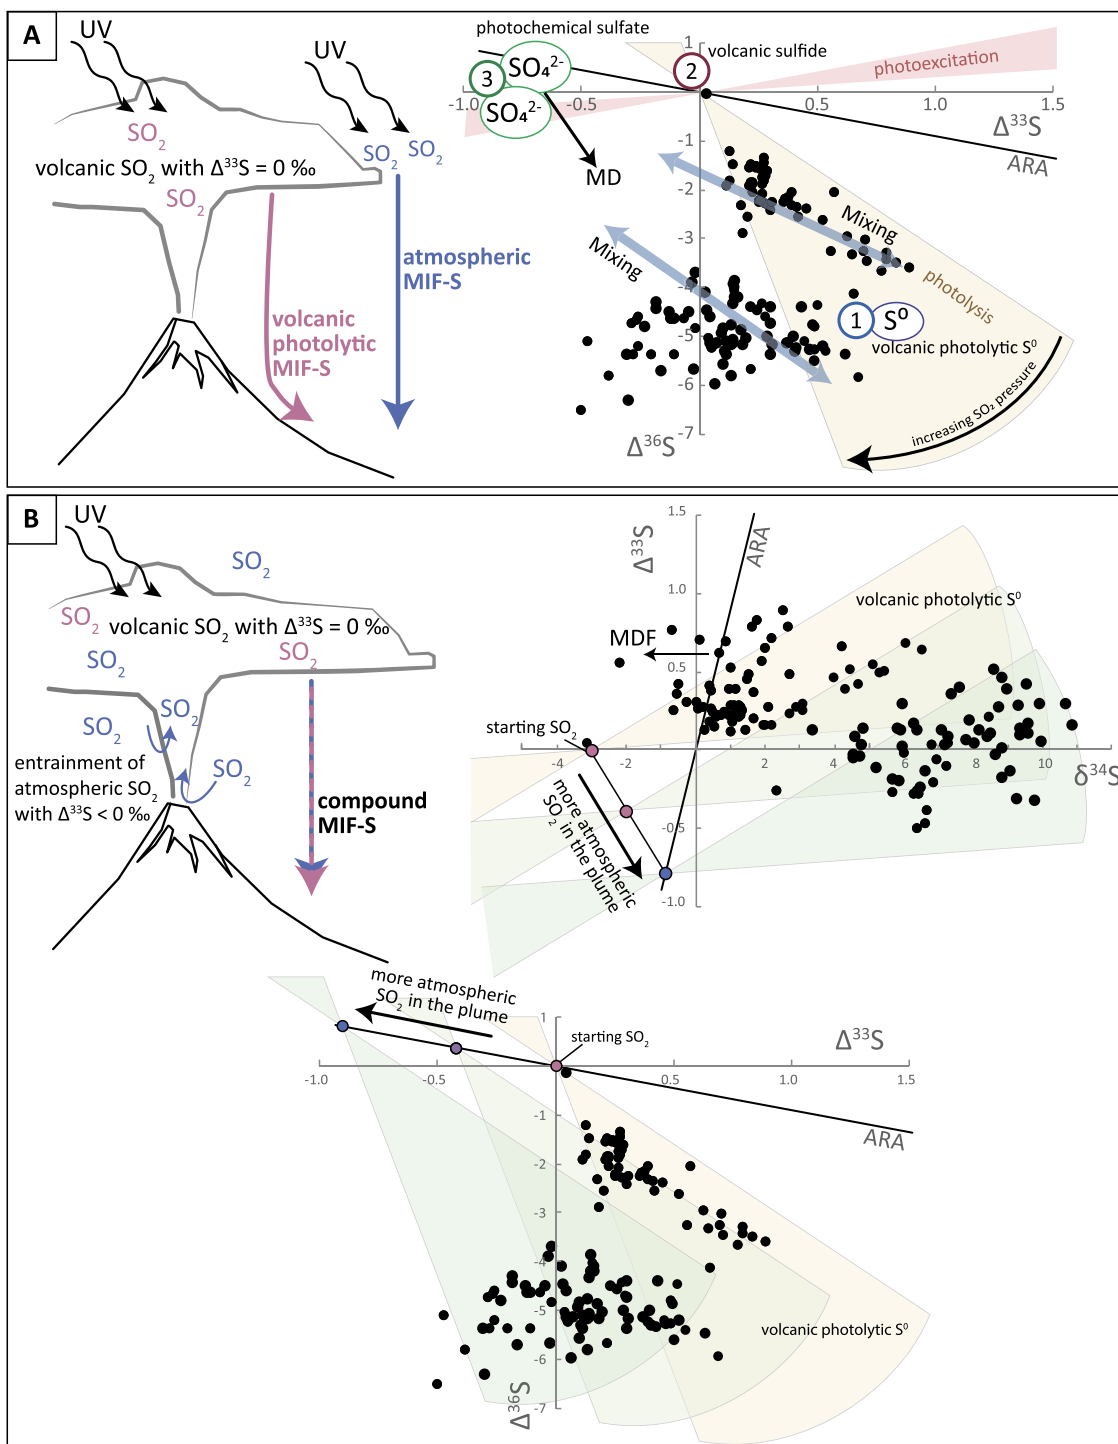 A
UV
UV
SO2
SO2
SO2
volcanic SO2 with Δ33S = 0 ‰
SO2
atmospheric
MIF-S
volcanic
photolytic
MIF-S
photochemical sulfate
SO₄²⁻
3
SO₄²⁻
MD
volcanic sulfide
2
photoexcitation
1
-1.0
-0.5
0.5
1.0
1.5
Δ33S
ARA
-1
-2
-3
-4
-5
-6
-7
Δ36S
Mixing
Mixing
photolysis
1
S⁰
volcanic photolytic S⁰
increasing SO₂ pressure
B
UV
SO2
SO2
volcanic SO2 with Δ33S = 0 ‰
SO2
SO2
SO2
SO2
SO2
entrainment of
atmospheric SO2
with Δ33S < 0 ‰
compound
MIF-S
1.5
1.0
0.5
-0.5
-1.0
Δ33S
ARA
volcanic photolytic S⁰
MDF
starting SO2
-4
-2
2
4
6
8
10
δ34S
more atmospheric
SO2 in the plume
more atmospheric
SO2 in the plume
1
starting SO2
Δ33S
-1.0
-0.5
0.5
1.0
1.5
ARA
-1
-2
-3
-4
-5
-6
-7
volcanic photolytic S⁰
Δ36S